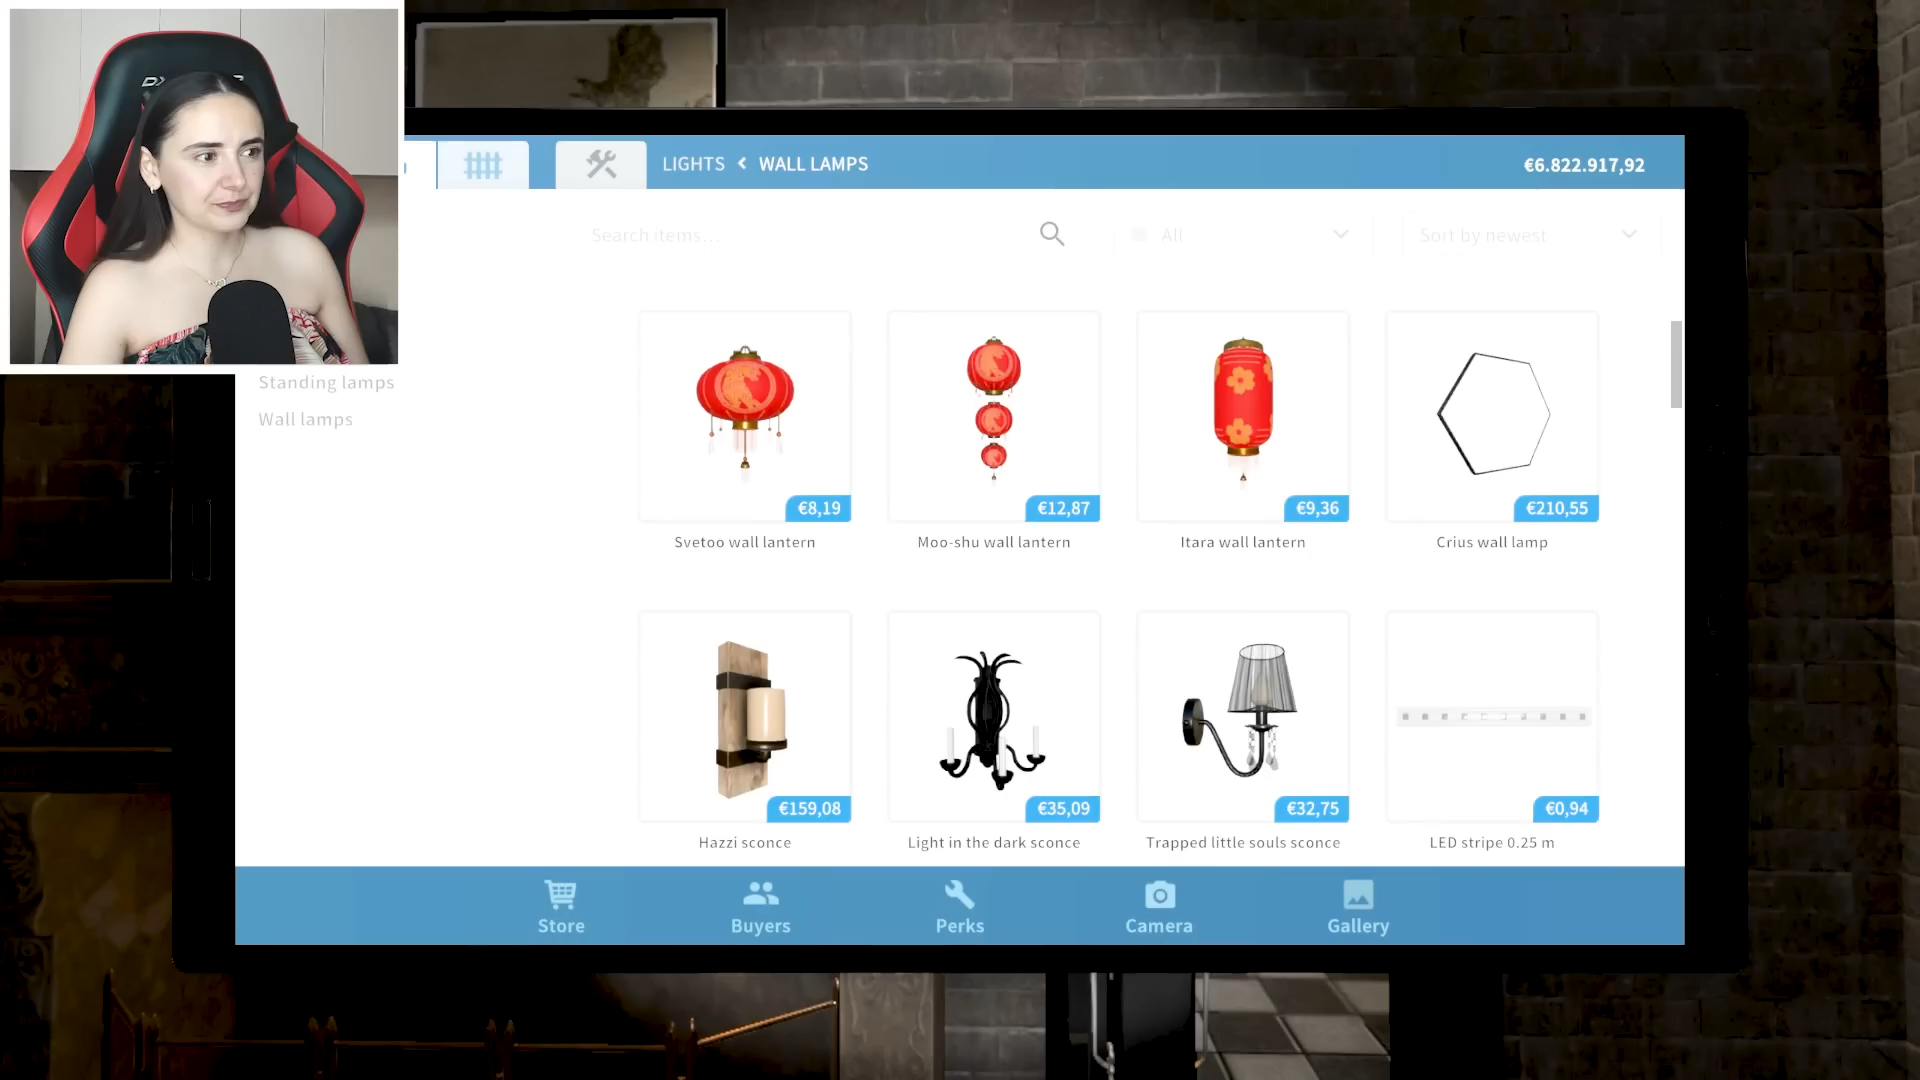 LIGHTS < WALL LAMPS
€6.822.917,92
Search items...
All
Sort by newest
Standing lamps
Wall lamps
€8,19
€12,87
€9,36
€210,55
Svetoo wall lantern
Moo-shu wall lantern
Itara wall lantern
Crius wall lamp
€159,08
€35,09
€32,75
€0,94
Hazzi sconce
Light in the dark sconce
Trapped little souls sconce
LED stripe 0.25 m
Store
Buyers
Perks
Camera
Gallery